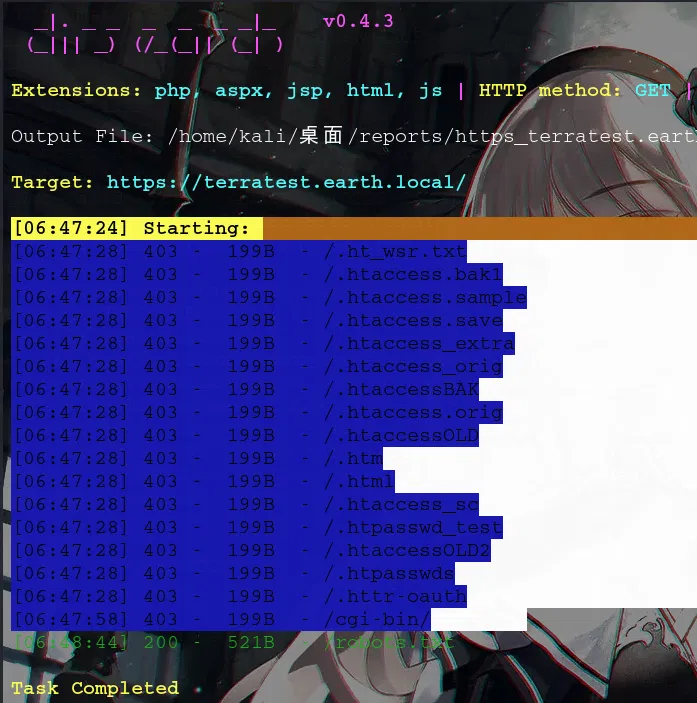 v0.4.3
Extensions: php, aspx, jsp, html, js | HTTP method: GET |
Output File: /home/kali/桌面/reports/https_terratest.eart
Target: https://terratest.earth.local/
[06:47:24] Starting:
[06:47:28] 403 -  199B  - /.ht_wsr.txt
[06:47:28] 403 -  199B  - /.htaccess.bak1
[06:47:28] 403 -  199B  - /.htaccess.sample
[06:47:28] 403 -  199B  - /.htaccess.save
[06:47:28] 403 -  199B  - /.htaccess_extra
[06:47:28] 403 -  199B  - /.htaccess_orig
[06:47:28] 403 -  199B  - /.htaccessBAK
[06:47:28] 403 -  199B  - /.htaccess.orig
[06:47:28] 403 -  199B  - /.htaccessOLD
[06:47:28] 403 -  199B  - /.htm
[06:47:28] 403 -  199B  - /.html
[06:47:28] 403 -  199B  - /.htaccess_sc
[06:47:28] 403 -  199B  - /.htpasswd_test
[06:47:28] 403 -  199B  - /.htaccessOLD2
[06:47:28] 403 -  199B  - /.htpasswds
[06:47:28] 403 -  199B  - /.httr-oauth
[06:47:58] 403 -  199B  - /cgi-bin/
[06:48:44] 200 -  521B  - /robots.txt
Task Completed